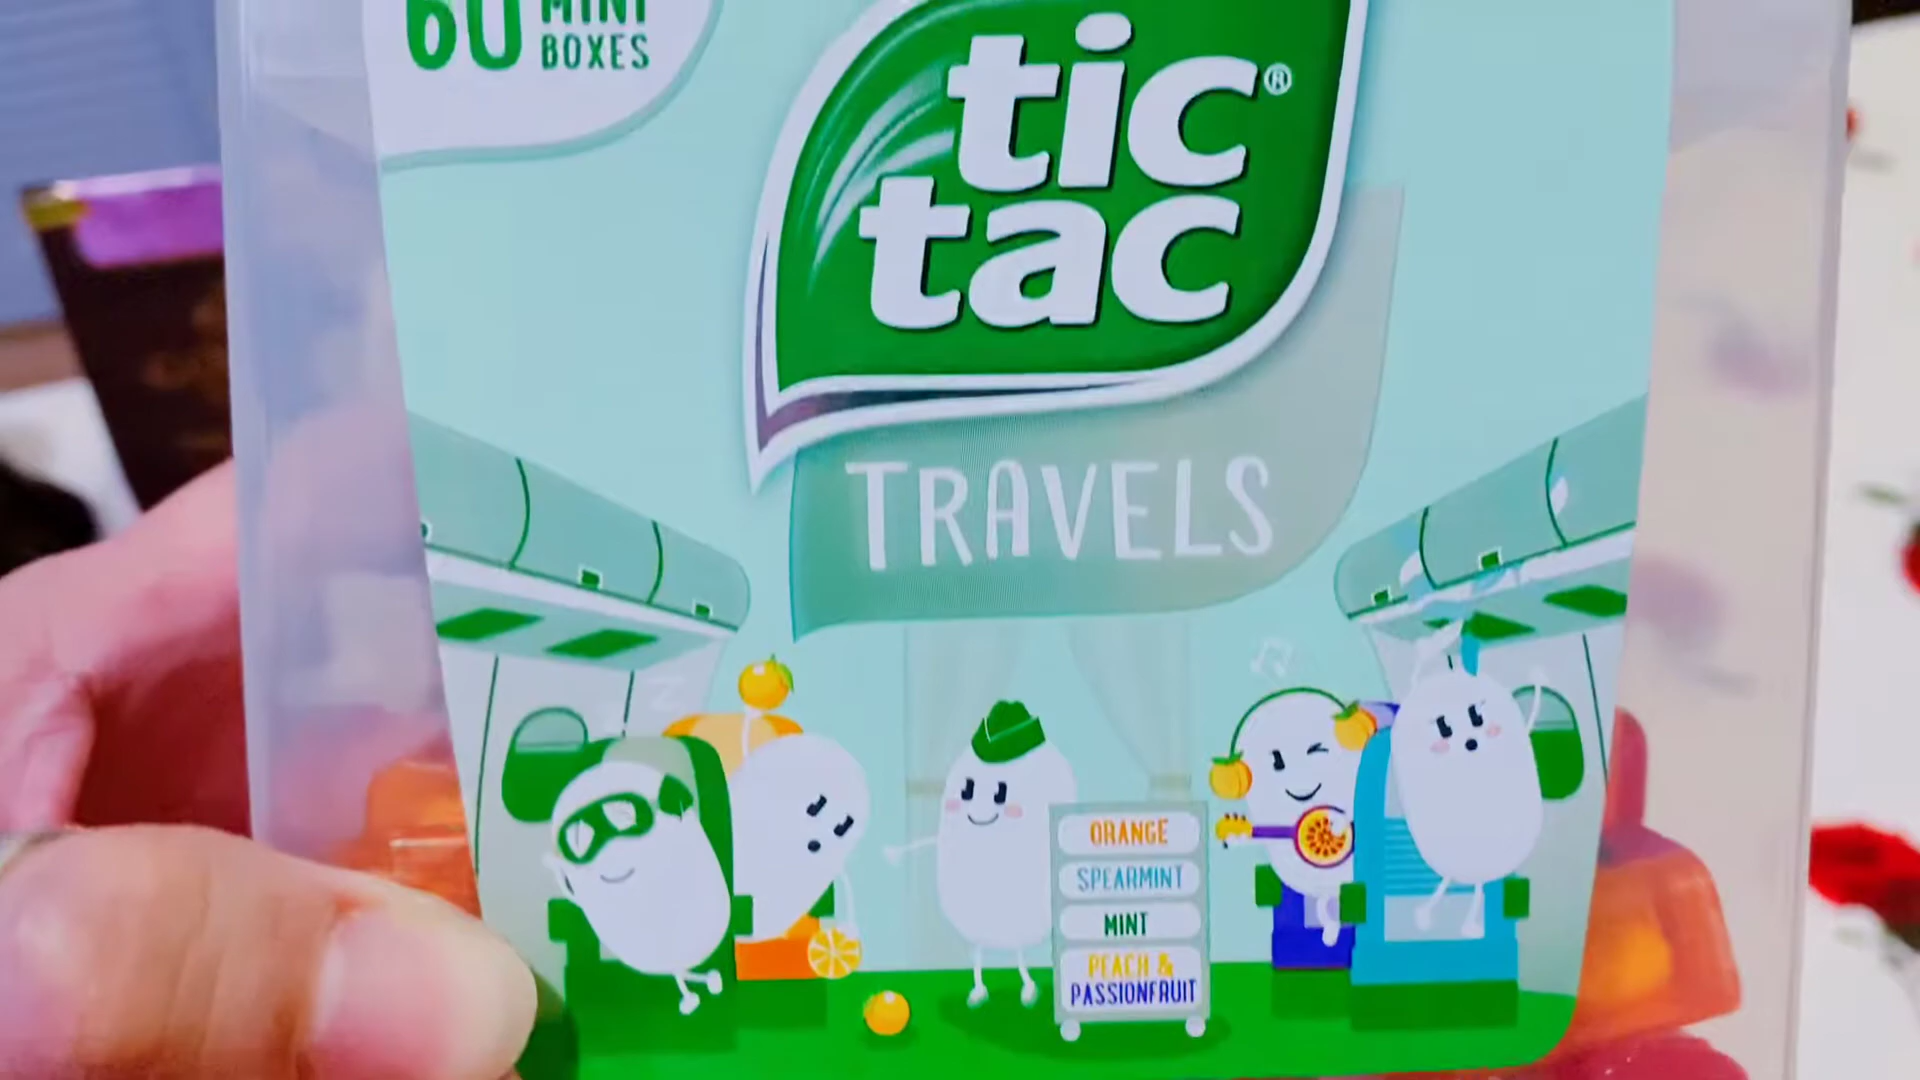 60 MINI
BOXES
tic®
tac
TRAVELS
Z
ORANGE
SPEARMINT
MINT
PEACH &
PASSIONFRUIT